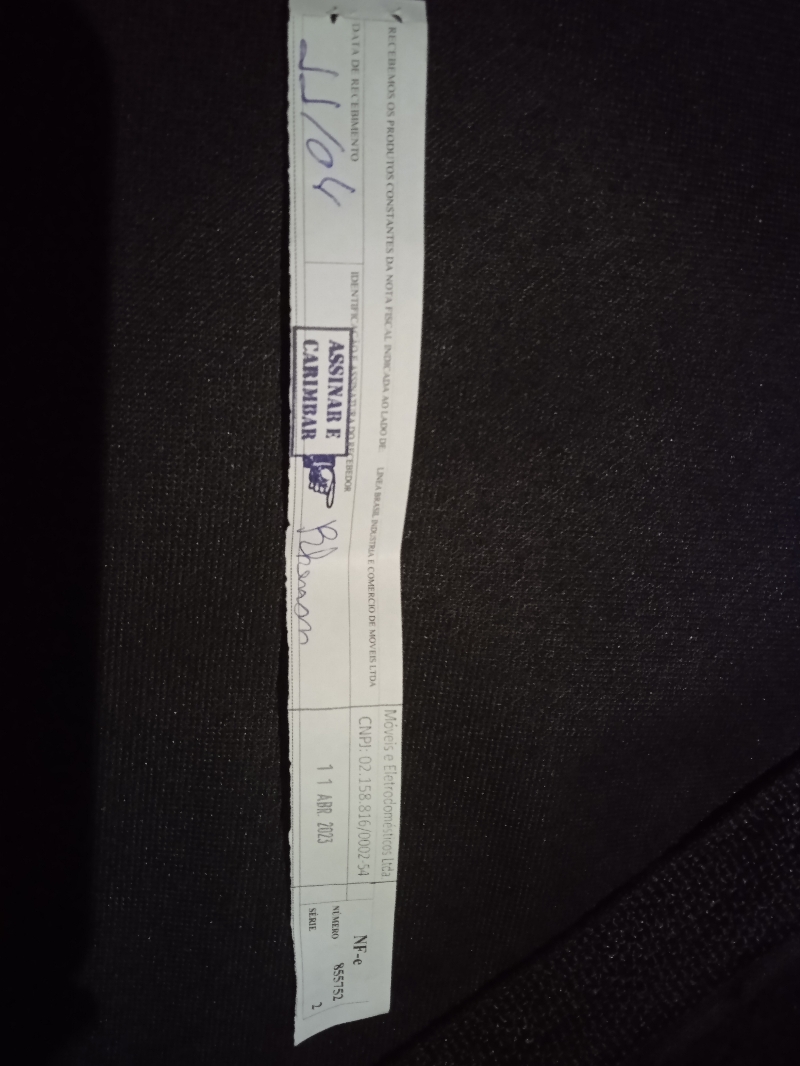 RECEBEMOS OS PRODUTOS CONSTANTES DA NOTA FISCAL INDICADA AO LADO DE LINEA BRASIL INDUSTRIA E COMERCIO DE MOVEIS LTDA
DATA DE RECEBIMENTO
11/04
IDENTIFICAÇÃO E ASSINATURA DO RECEBEDOR
ASSINAR E
CARIMBAR
Móveis e Eletrodomésticos Ltda
CNPJ: 02.158.816/0002-54
11 ABR. 2023
NF-e
NÚMERO 855752
SÉRIE 2